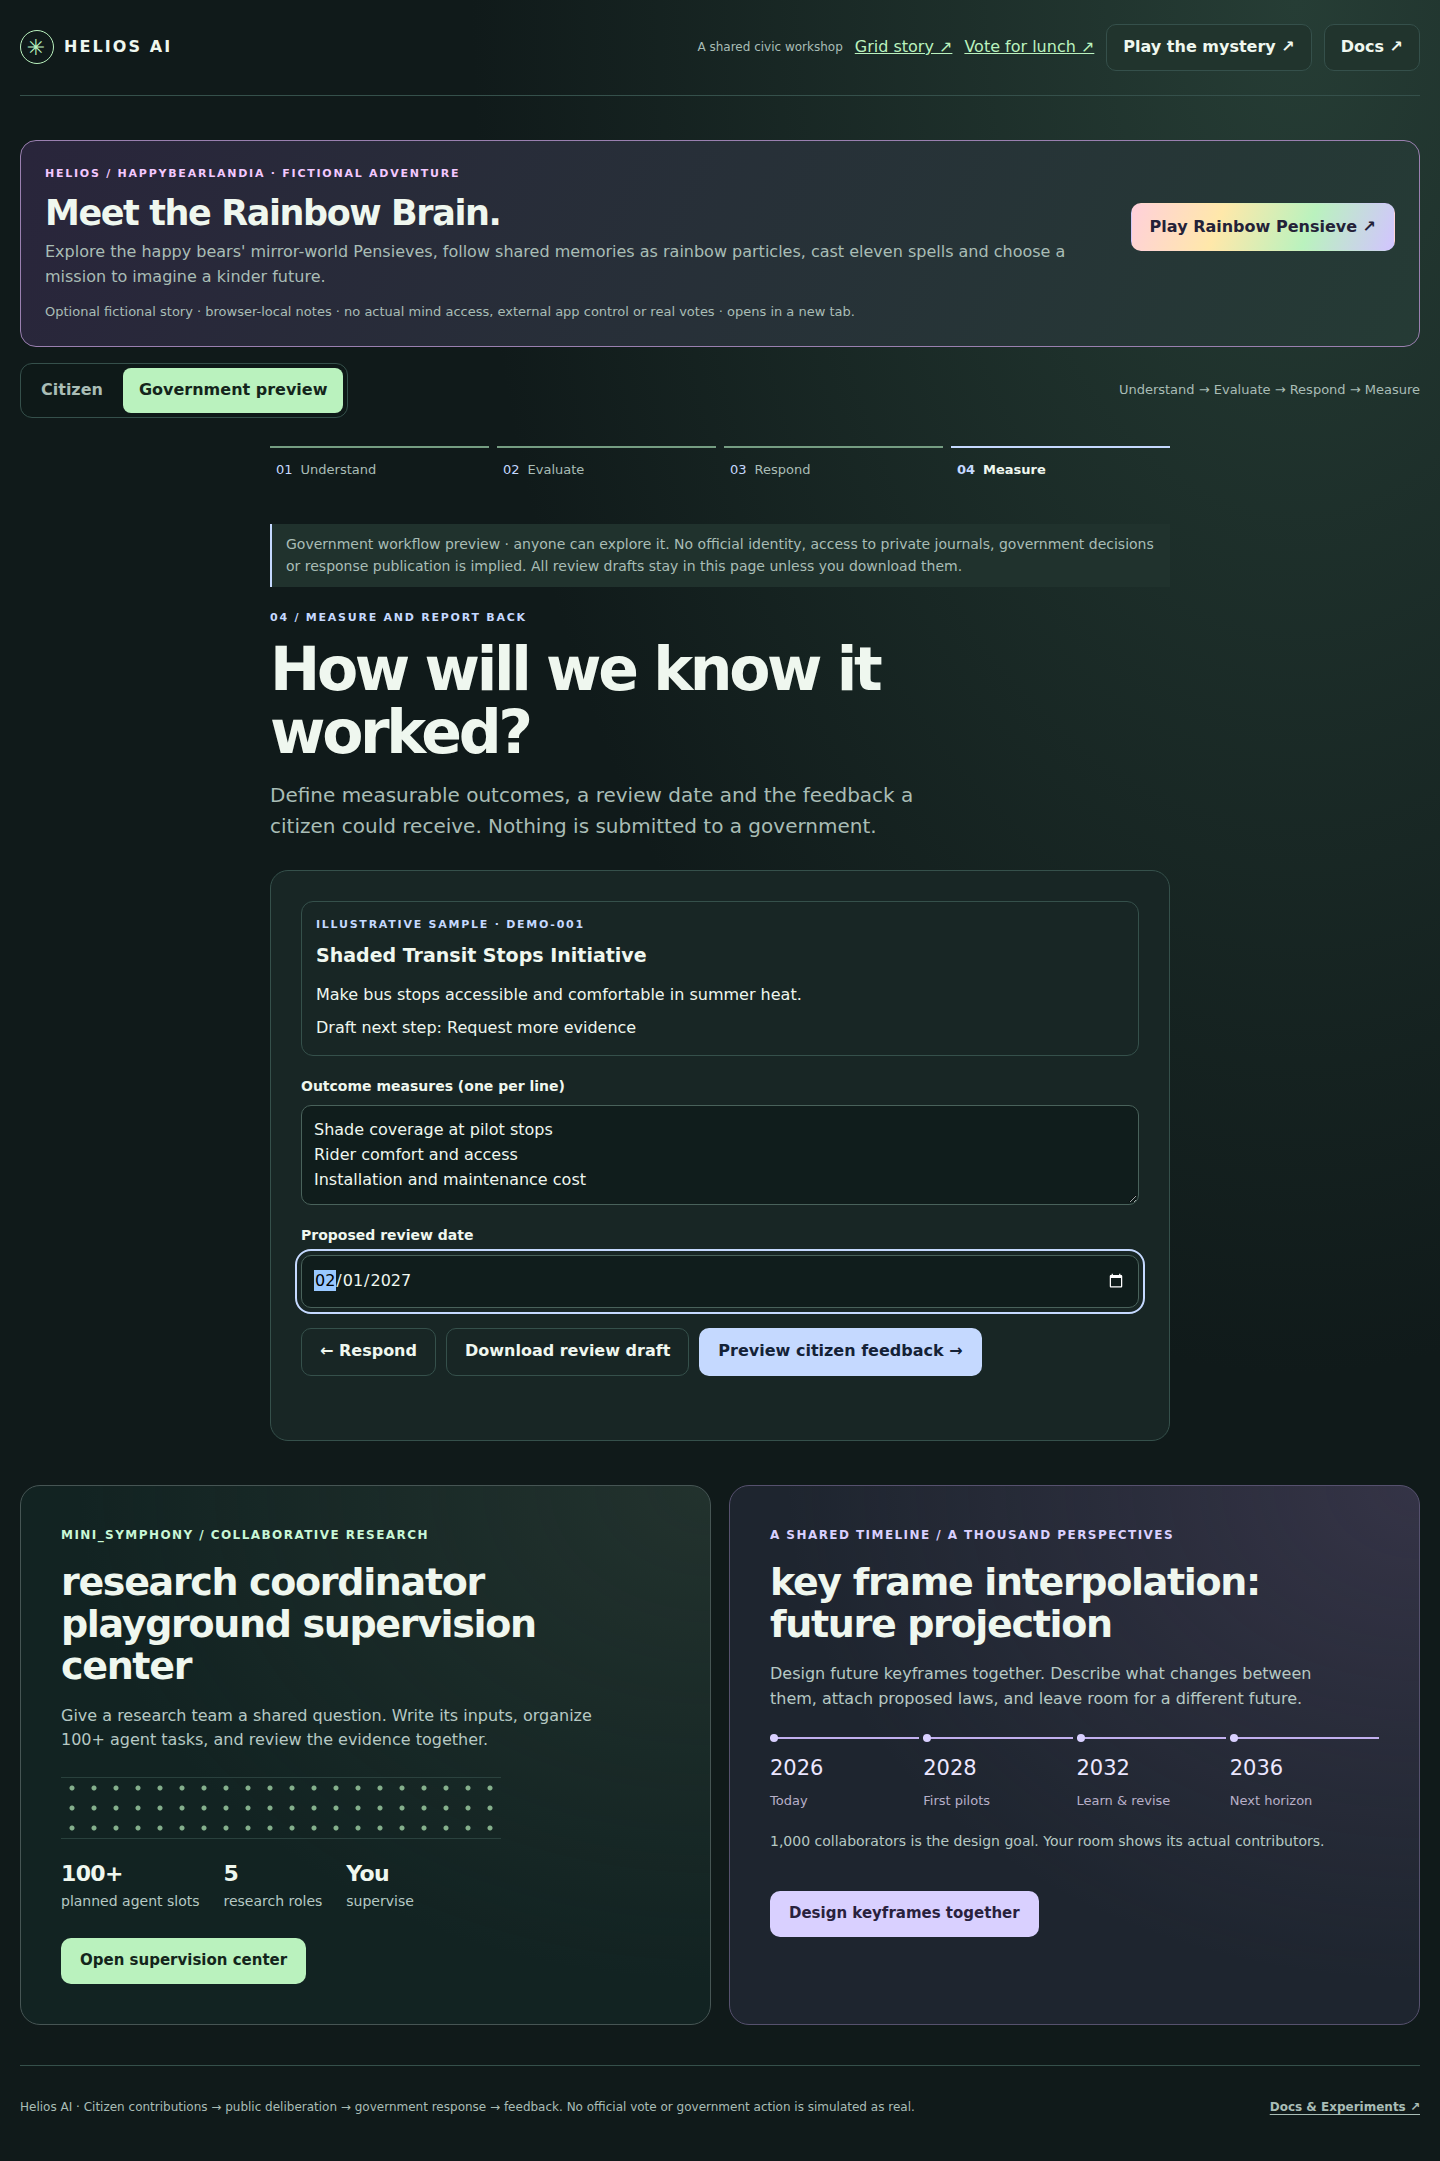 HELIOS AI
A shared civic workshop
Grid story ↗
Vote for lunch ↗
Play the mystery ↗
Docs ↗
HELIOS / HAPPYBEARLANDIA · FICTIONAL ADVENTURE
Meet the Rainbow Brain.
Explore the happy bears' mirror-world Pensieves, follow shared memories as rainbow particles, cast eleven spells and choose a
mission to imagine a kinder future.
Optional fictional story · browser-local notes · no actual mind access, external app control or real votes · opens in a new tab.
Play Rainbow Pensieve ↗
Citizen
Government preview
Understand → Evaluate → Respond → Measure
01 Understand
02 Evaluate
03 Respond
04 Measure
Government workflow preview · anyone can explore it. No official identity, access to private journals, government decisions
or response publication is implied. All review drafts stay in this page unless you download them.
04 / MEASURE AND REPORT BACK
How will we know it
worked?
Define measurable outcomes, a review date and the feedback a
citizen could receive. Nothing is submitted to a government.
ILLUSTRATIVE SAMPLE · DEMO-001
Shaded Transit Stops Initiative
Make bus stops accessible and comfortable in summer heat.
Draft next step: Request more evidence
Outcome measures (one per line)
Shade coverage at pilot stops
Rider comfort and access
Installation and maintenance cost
Proposed review date
02/01/2027
← Respond
Download review draft
Preview citizen feedback →
MINI_SYMPHONY / COLLABORATIVE RESEARCH
research coordinator
playground supervision
center
Give a research team a shared question. Write its inputs, organize
100+ agent tasks, and review the evidence together.
100+
planned agent slots
5
research roles
You
supervise
Open supervision center
A SHARED TIMELINE / A THOUSAND PERSPECTIVES
key frame interpolation:
future projection
Design future keyframes together. Describe what changes between
them, attach proposed laws, and leave room for a different future.
2026
Today
2028
First pilots
2032
Learn & revise
2036
Next horizon
1,000 collaborators is the design goal. Your room shows its actual contributors.
Design keyframes together
Helios AI · Citizen contributions → public deliberation → government response → feedback. No official vote or government action is simulated as real.
Docs & Experiments ↗